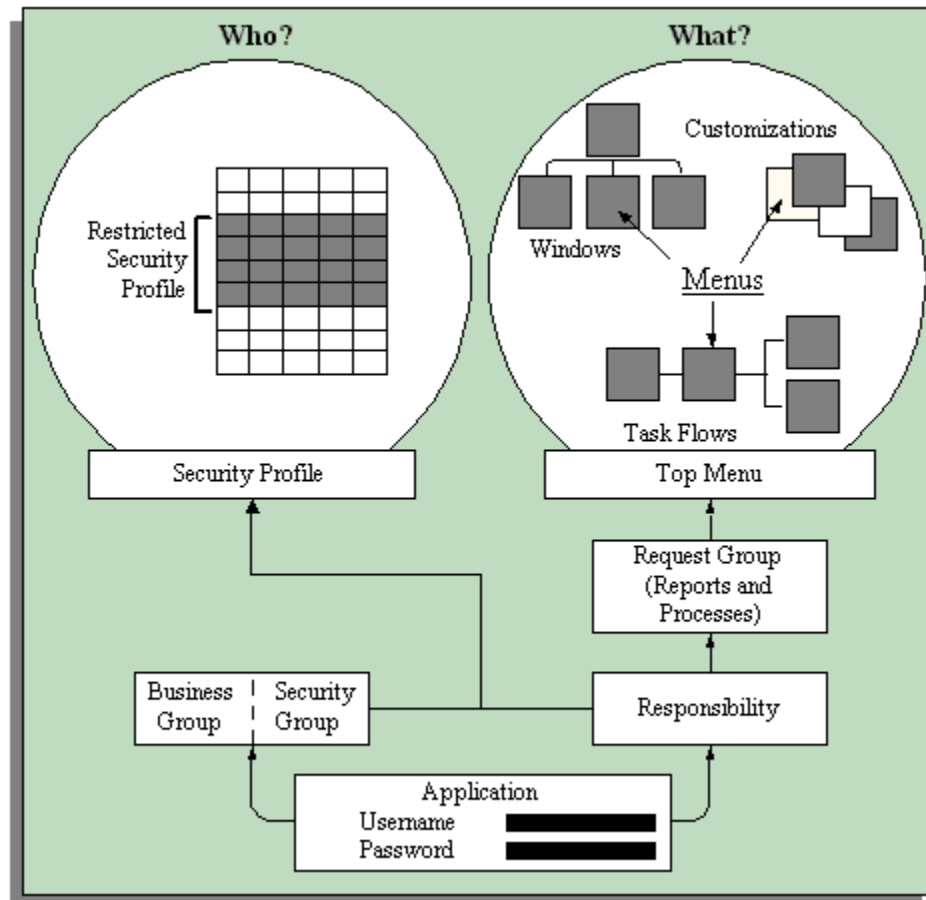 Who?
What?
Customizations
Restricted
Security
Profile
Windows
Menus
Task Flows
Security Profile
Top Menu
Request Group
(Reports and
Processes)
Business
Group
Security
Group
Responsibility
Application
Username
Password